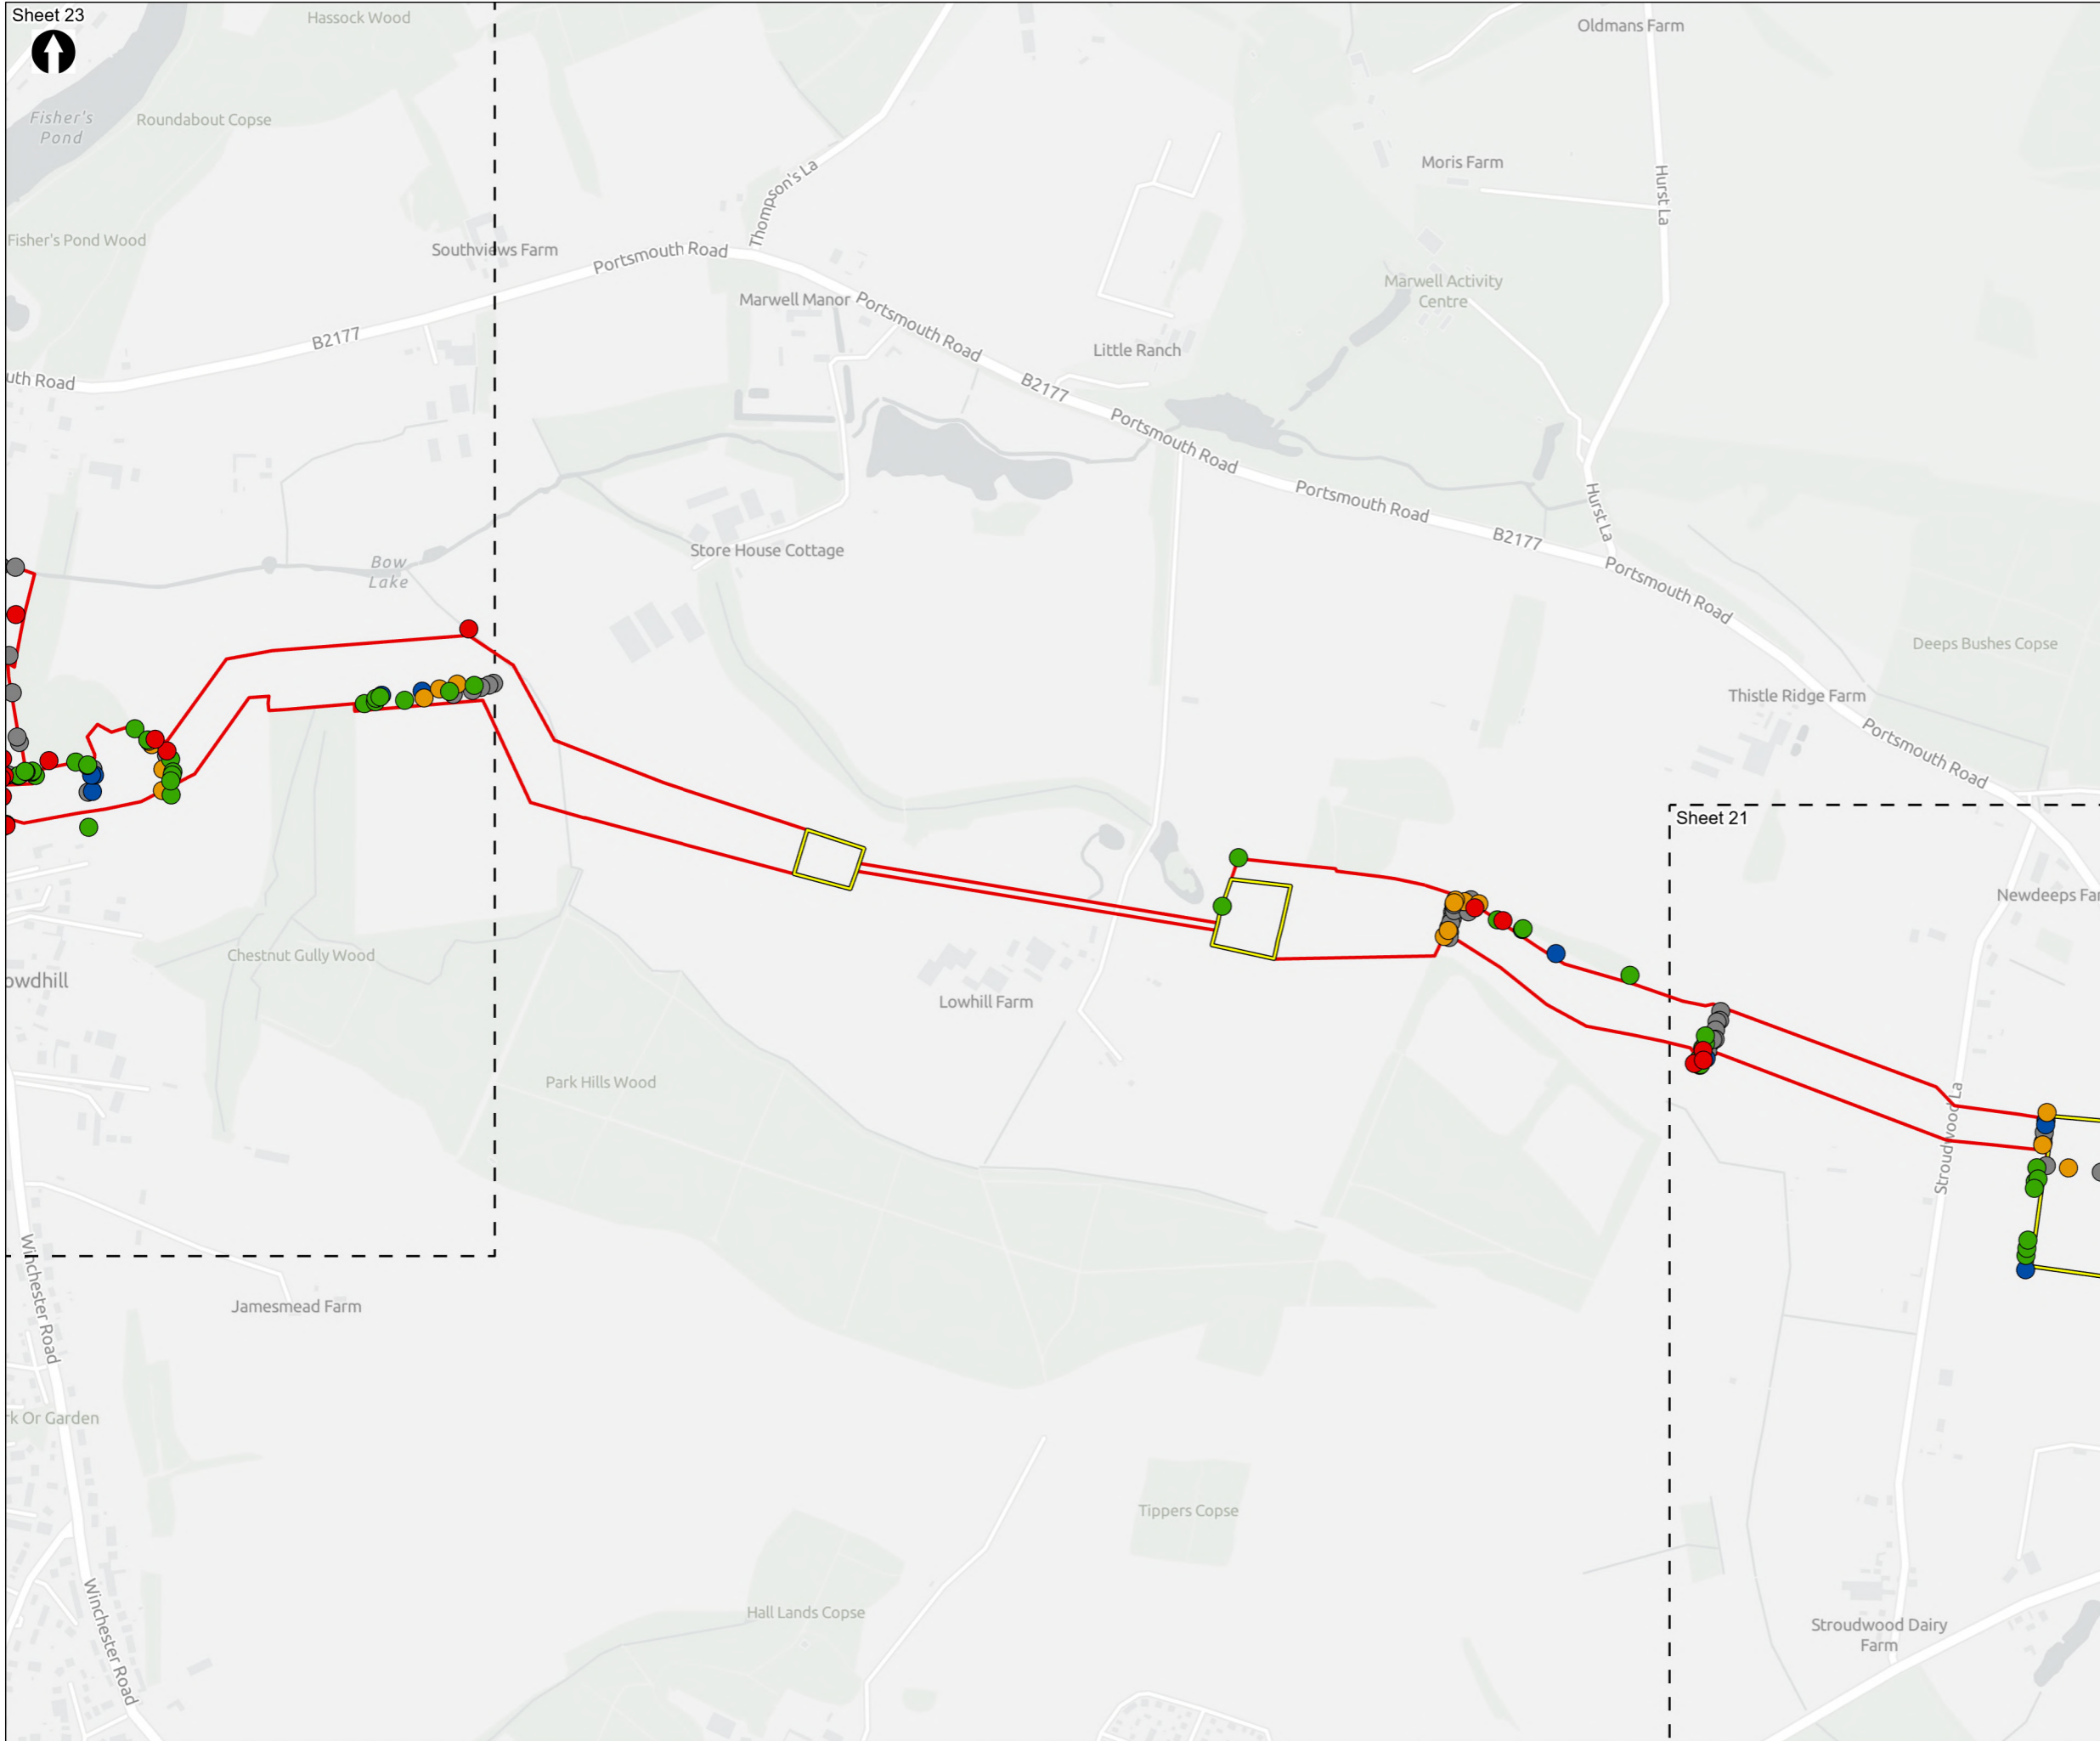 Sheet 23
Hassock Wood
Oldmans Farm
Fisher's
Pond
Roundabout Copse
Moris Farm
Thompson's La
Hurst La
Fisher's Pond Wood
Southviews Farm
Portsmouth Road
Marwell Manor
Portsmouth Road
Marwell Activity
Centre
B2177
Little Ranch
uth Road
B2177
Portsmouth Road
Portsmouth Road
Hurst La
B2177
Store House Cottage
Bow
Lake
Portsmouth Road
Deeps Bushes Copse
Thistle Ridge Farm
Portsmouth Road
Sheet 21
Newdeeps Far
Chestnut Gully Wood
owdhill
Lowhill Farm
Park Hills Wood
Stroudwood La
Winchester Road
Jamesmead Farm
rk Or Garden
Tippers Copse
Winchester Road
Hall Lands Copse
Stroudwood Dairy
Farm